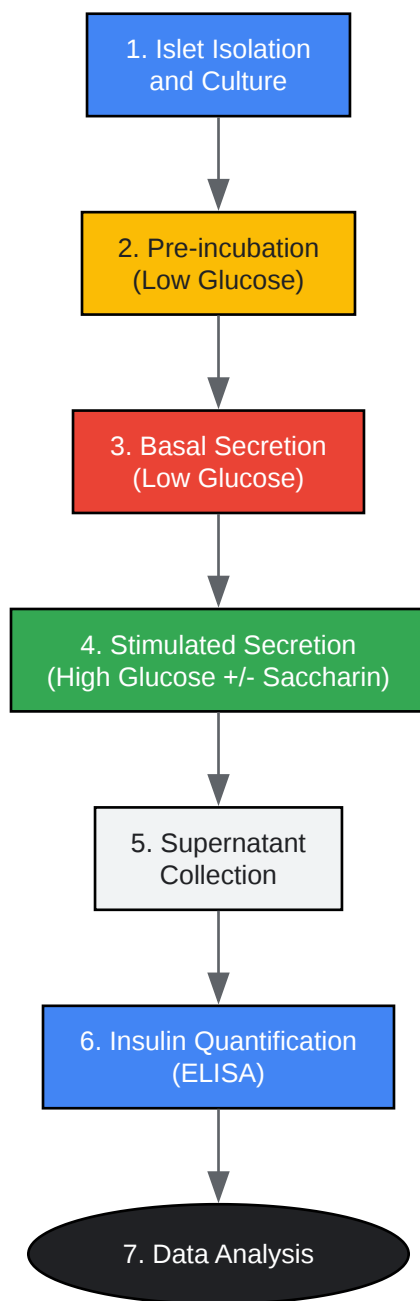 1. Islet Isolation
and Culture
2. Pre-incubation
(Low Glucose)
3. Basal Secretion
(Low Glucose)
4. Stimulated Secretion
(High Glucose +/- Saccharin)
5. Supernatant
Collection
6. Insulin Quantification
(ELISA)
7. Data Analysis